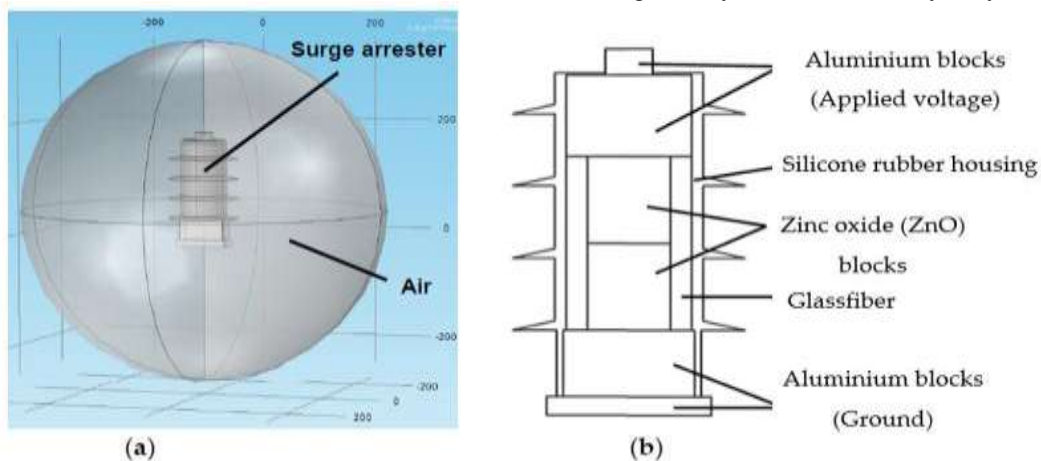 -200
0
200
Surge arrester
200
0
Air
-200
-200
0
200
(a)
Aluminium blocks
(Applied voltage)
Silicone rubber housing
Zinc oxide (ZnO)
blocks
Glassfiber
Aluminium blocks
(Ground)
(b)